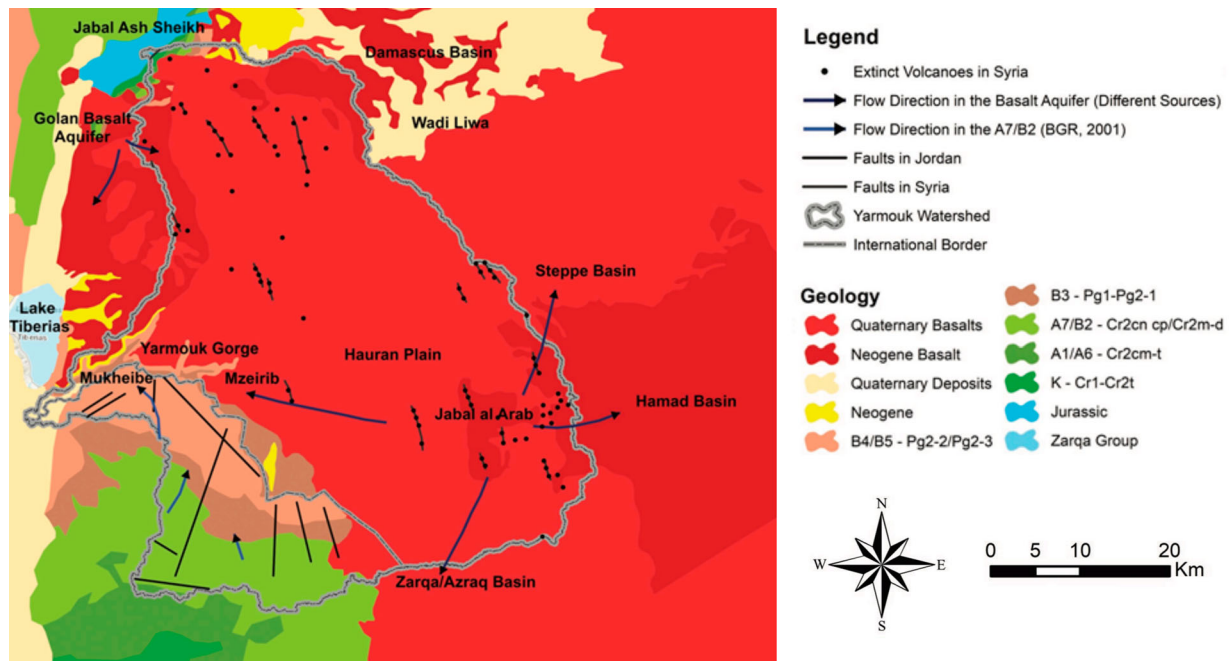 Jabal Ash Sheikh
Damascus Basin
Golan Basalt
Aquifer
Wadi Liwa
Steppe Basin
Lake
Tiberias
Yarmouk Gorge
Hauran Plain
Mukheibe
Mzeirib
Jabal al Arab
Hamad Basin
Zarqa/Azraq Basin
Legend
Extinct Volcanoes in Syria
Flow Direction in the Basalt Aquifer (Different Sources)
Flow Direction in the A7/B2 (BGR, 2001)
Faults in Jordan
Faults in Syria
Yarmouk Watershed
International Border
Geology
Quaternary Basalts
Neogene Basalt
Quaternary Deposits
Neogene
B4/B5 - Pg2-2/Pg2-3
B3 - Pg1-Pg2-1
A7/B2 - Cr2cn cp/Cr2m-d
A1/A6 - Cr2cm-t
K - Cr1-Cr2t
Jurassic
Zarqa Group
N
W E
S
0 5 10 20
Km